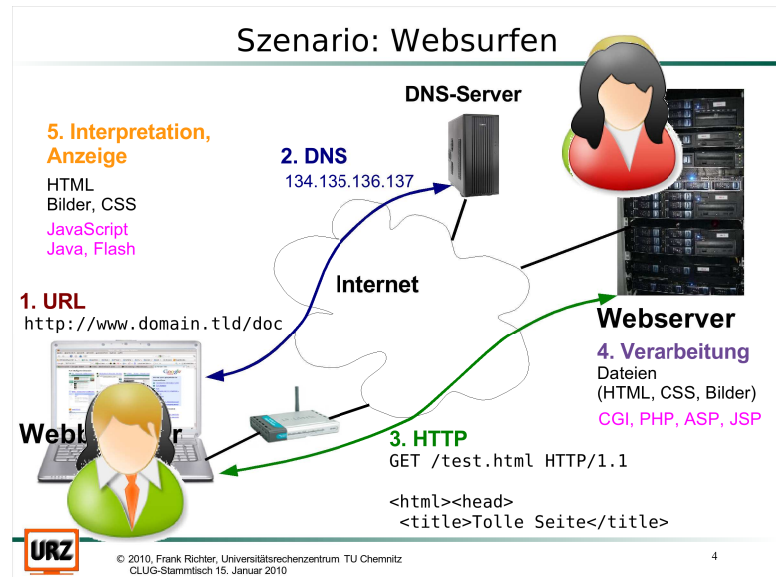 Szenario: Websurfen
DNS-Server
5. Interpretation,
Anzeige
HTML
Bilder, CSS
JavaScript
Java, Flash
2. DNS
134.135.136.137
Internet
1. URL
http://www.domain.tld/doc
Webserver
4. Verarbeitung
Dateien
(HTML, CSS, Bilder)
CGI, PHP, ASP, JSP
3. HTTP
GET /test.html HTTP/1.1
<html><head>
<title>Tolle Seite</title>
URZ
© 2010, Frank Richter, Universitätsrechenzentrum TU Chemnitz
CLUG-Stammtisch 15. Januar 2010
4